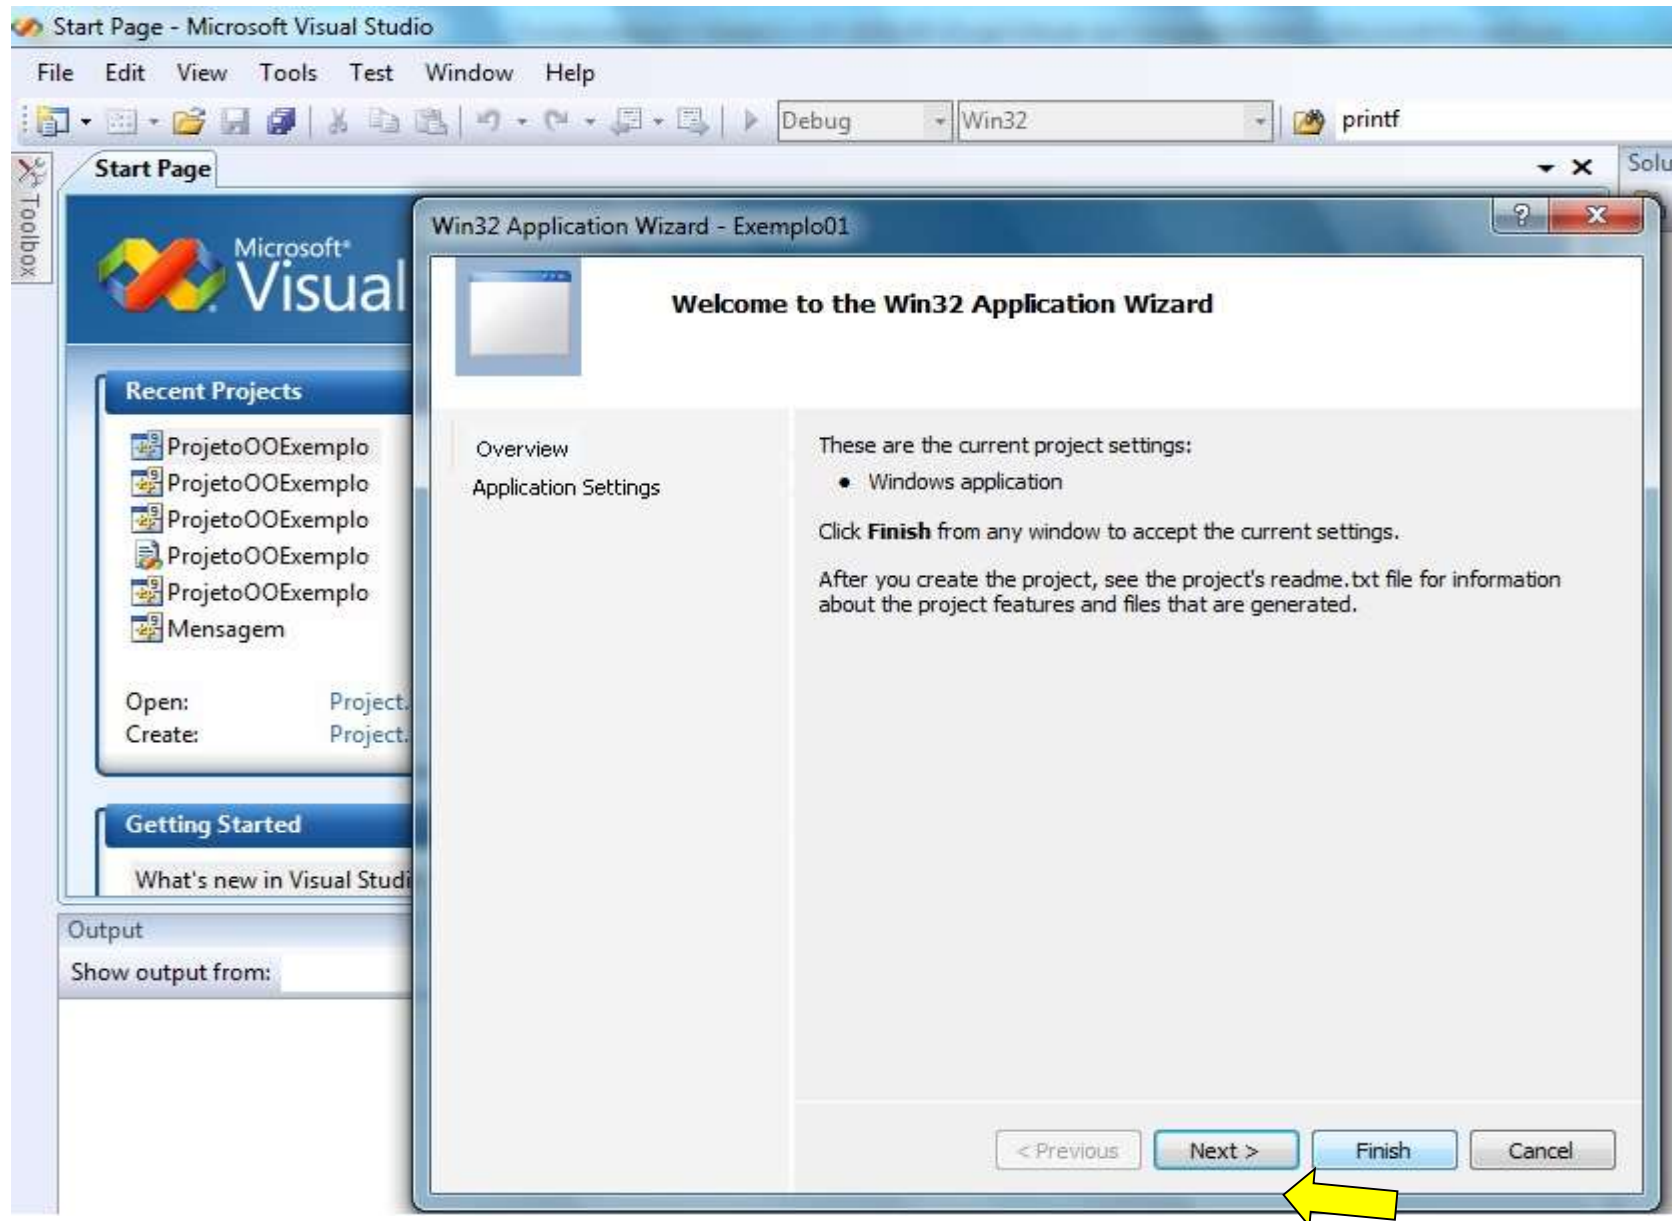 Start Page - Microsoft Visual Studio
File Edit View Tools Test Window Help
Debug Win32 printf
Toolbox
Start Page
Solu
Microsoft®
Visual
Win32 Application Wizard - Exemplo01
?
Welcome to the Win32 Application Wizard
Recent Projects
ProjetoOOExemplo
ProjetoOOExemplo
ProjetoOOExemplo
ProjetoOOExemplo
ProjetoOOExemplo
Mensagem
Open: Project.
Create: Project.
Getting Started
What's new in Visual Studi
Output
Show output from:
Overview
Application Settings
These are the current project settings:
• Windows application
Click Finish from any window to accept the current settings.
After you create the project, see the project's readme.txt file for information
about the project features and files that are generated.
< Previous Next > Finish Cancel